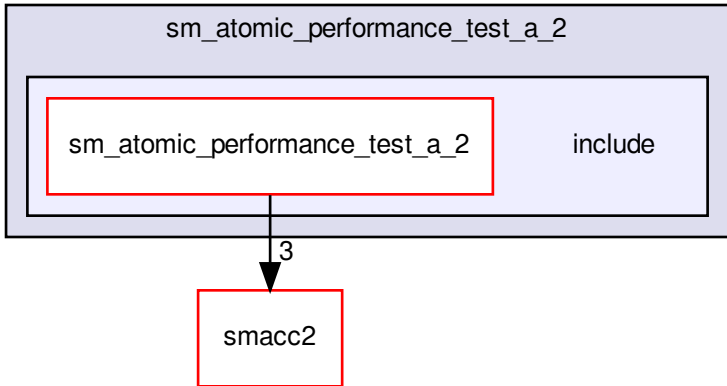 sm_atomic_performance_test_a_2
sm_atomic_performance_test_a_2 include
3
smacc2